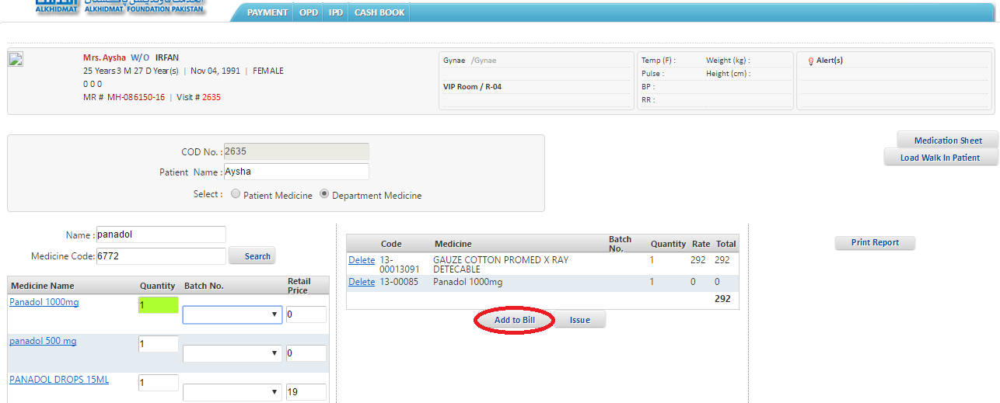 ALKHIDMAT FOUNDATION PAKISTAN
ALKHIDMAT
PAYMENT OPD IPD CASH BOOK
Mrs. Aysha W/O IRFAN
25 Years 3 M 27 D Year(s) | Nov 04, 1991 | FEMALE
0 0 0
MR # MH-086150-16 | Visit # 2635
Gynae /Gynae
VIP Room / R-04
Temp (F) : Weight (kg) :
Pulse : Height (cm) :
BP :
RR :
Alert(s)
COD No. : 2635
Patient Name : Aysha
Select : Patient Medicine Department Medicine
Medication Sheet
Load Walk In Patient
Name : panadol
Medicine Code: 6772 Search
Medicine Name Quantity Batch No. Retail Price
Panadol 1000mg 1 0
panadol 500 mg 1 0
PANADOL DROPS 15ML 1 19
Code Medicine Batch No. Quantity Rate Total
Delete 13-00013091 GAUZE COTTON PROMED X RAY DETECABLE 1 292 292
Delete 13-00085 Panadol 1000mg 1 0 0
292
Add to Bill Issue
Print Report